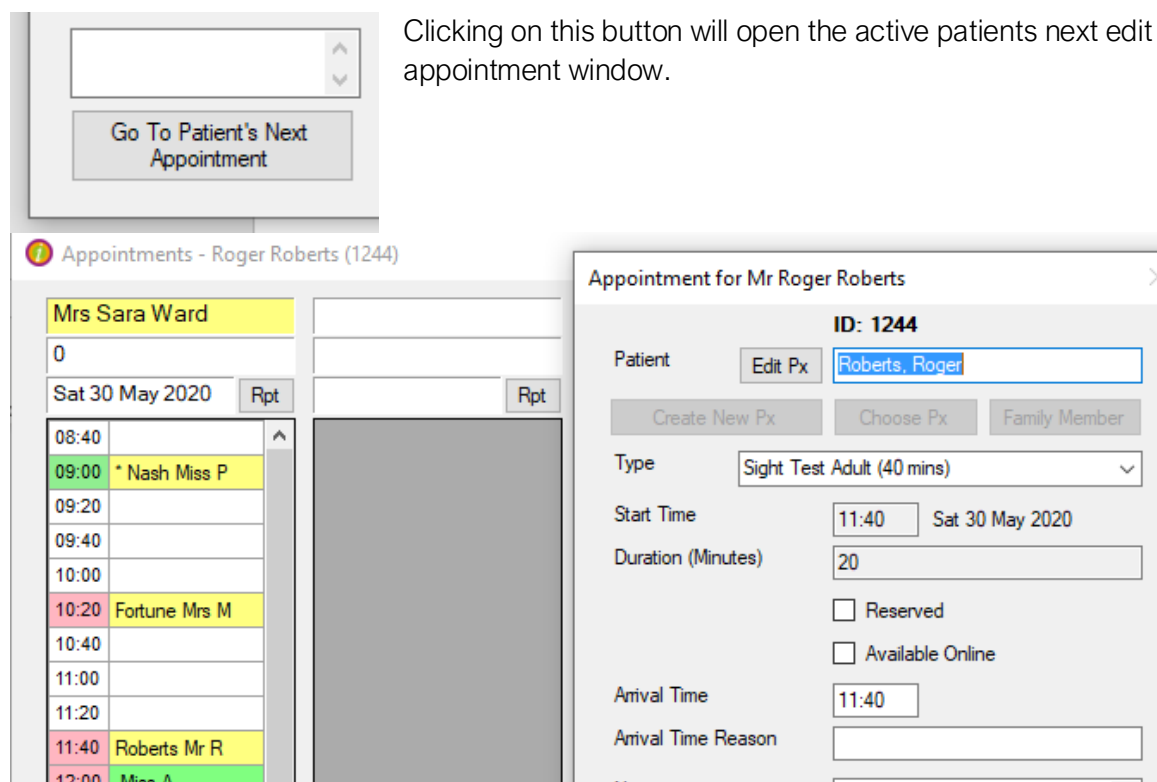 Clicking on this button will open the active patients next edit
appointment window.
Go To Patient's Next
Appointment
Appointments - Roger Roberts (1244)
Mrs Sara Ward
0
Sat 30 May 2020 Rpt
Rpt
08:40
09:00 * Nash Miss P
09:20
09:40
10:00
10:20 Fortune Mrs M
10:40
11:00
11:20
11:40 Roberts Mr R
12:00 Miss A
Appointment for Mr Roger Roberts
ID: 1244
Patient Edit Px Roberts, Roger
Create New Px Choose Px Family Member
Type Sight Test Adult (40 mins)
Start Time 11:40 Sat 30 May 2020
Duration (Minutes) 20
Reserved
Available Online
Arrival Time 11:40
Arrival Time Reason